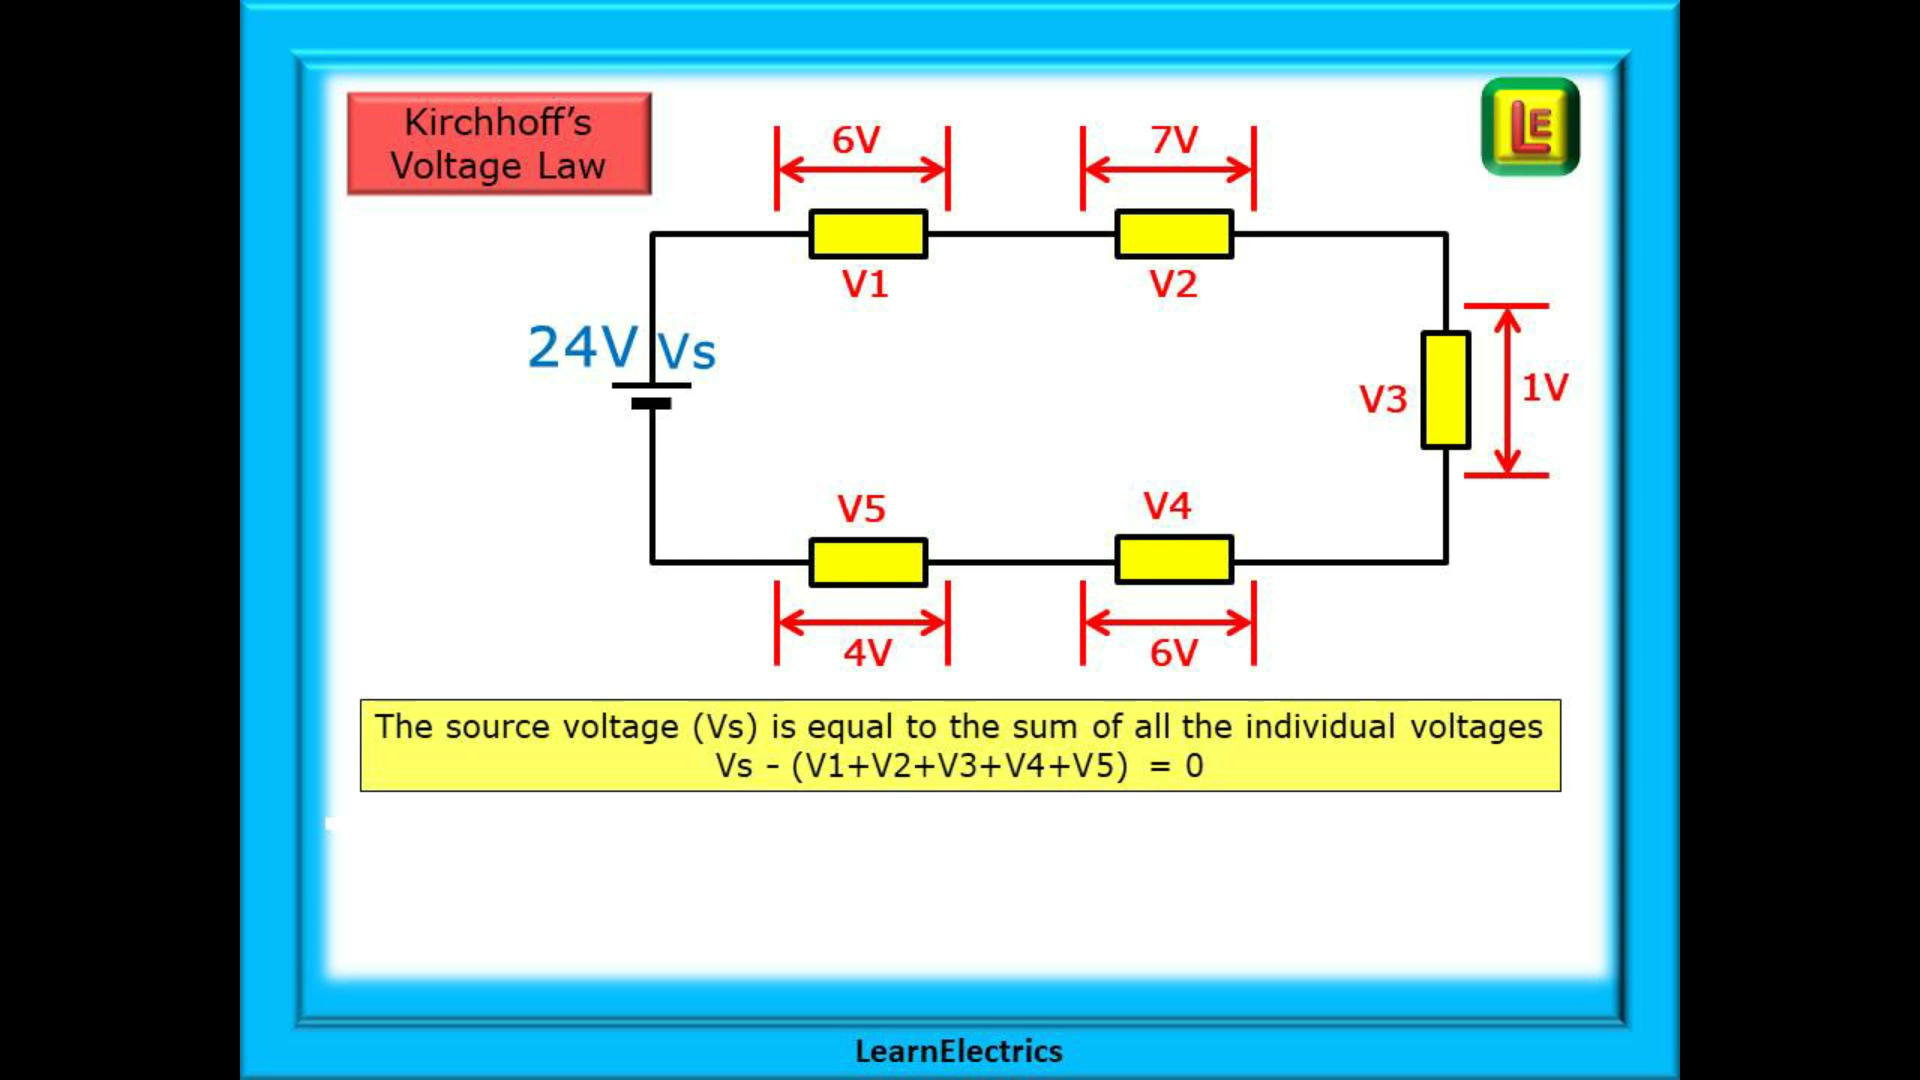 Kirchhoff's
Voltage Law
LE
6V
7V
V1
V2
24V Vs
V3
1V
V5
V4
4V
6V
The source voltage (Vs) is equal to the sum of all the individual voltages
Vs - (V1+V2+V3+V4+V5) = 0
LearnElectrics